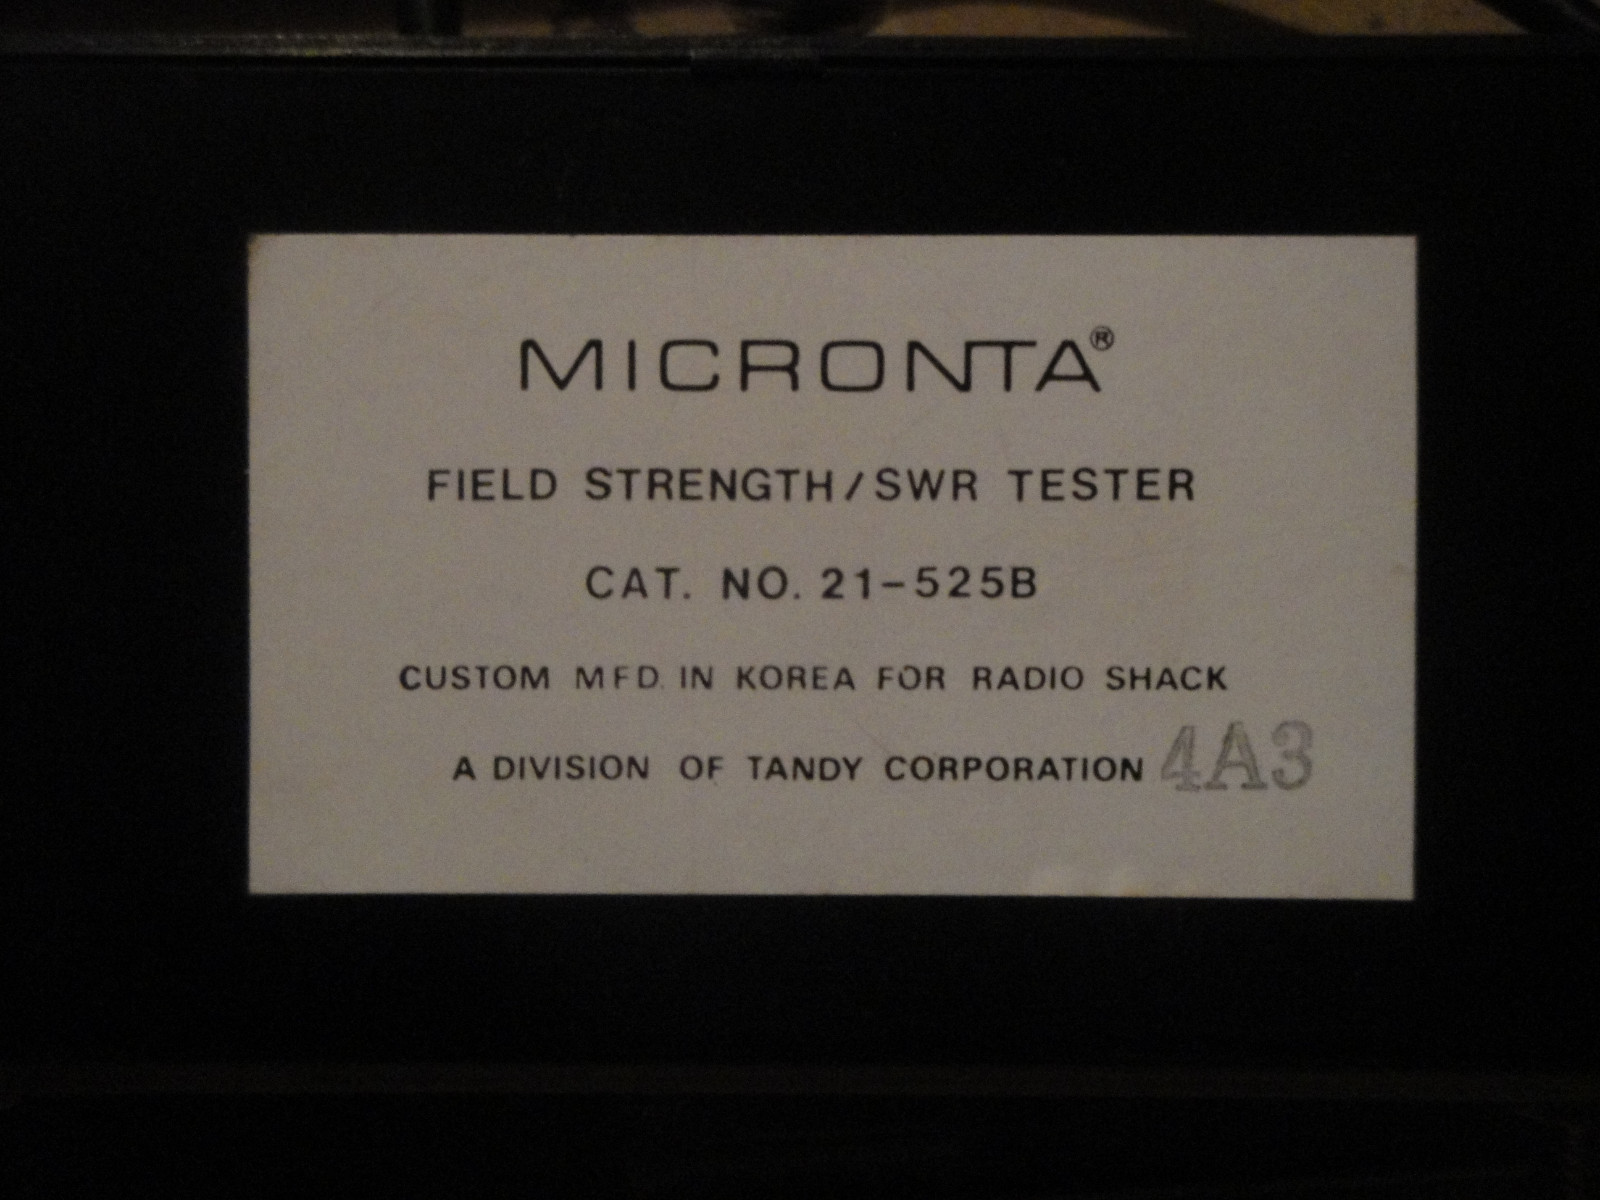 MICRONTA®
FIELD STRENGTH/SWR TESTER
CAT. NO. 21-525B
CUSTOM MFD. IN KOREA FOR RADIO SHACK
A DIVISION OF TANDY CORPORATION 4A3